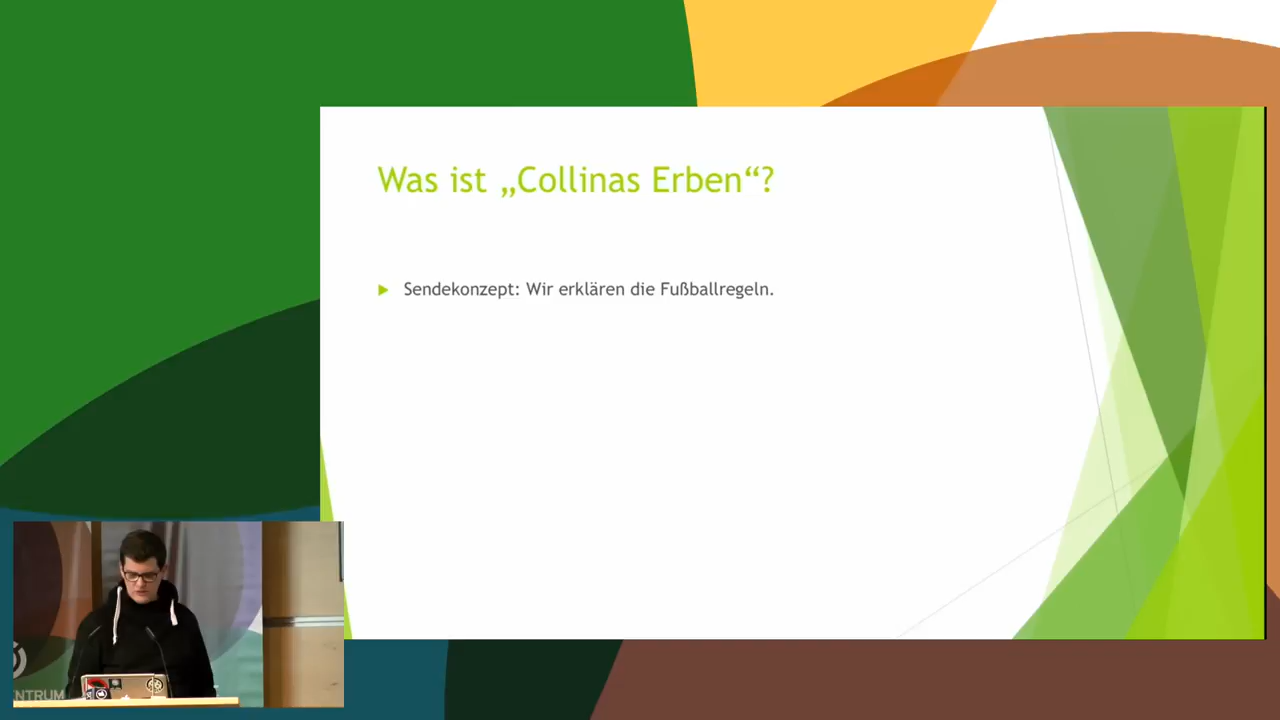 Was ist „Collinas Erben“?
Sendekonzept: Wir erklären die Fußballregeln.
NTRUM